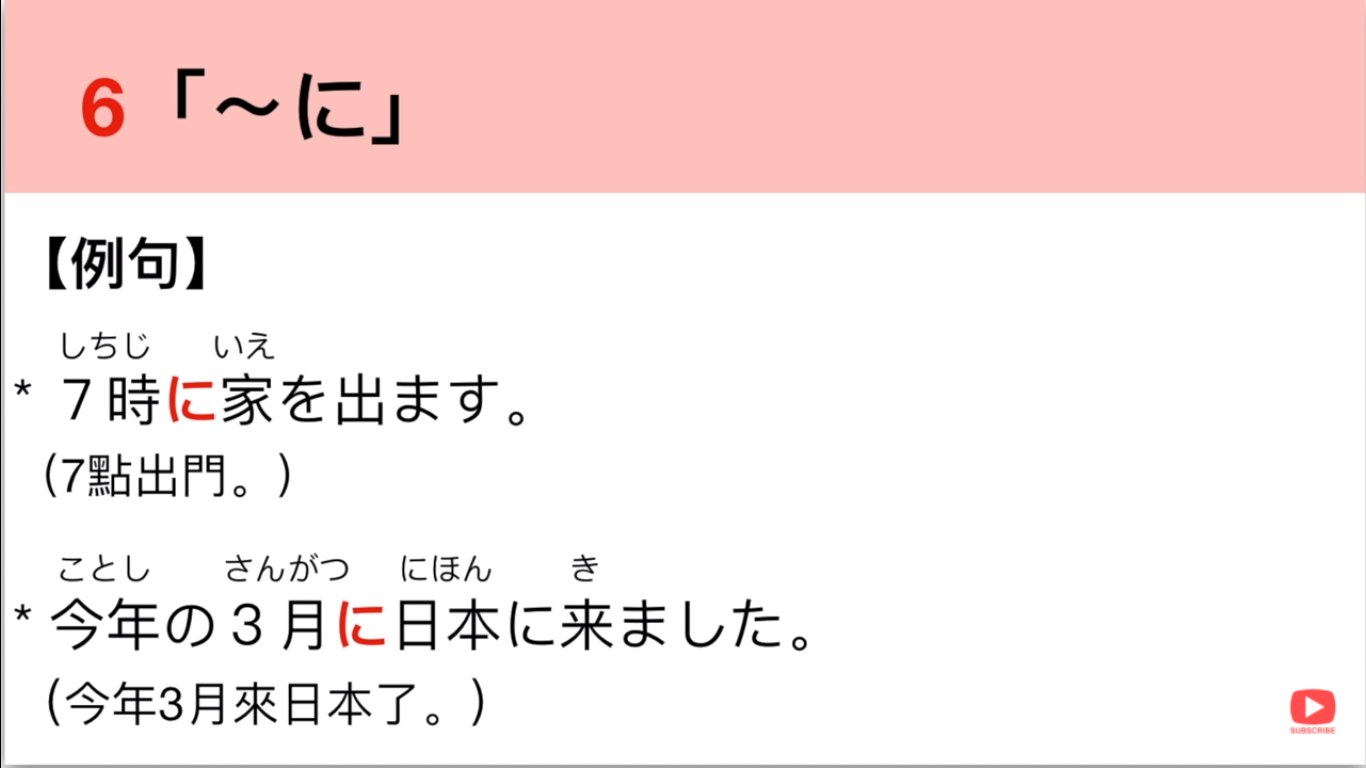 6「～に」
【例句】
しちじ いえ
* ７時に家を出ます。
(7點出門。)
ことし さんがつ にほん き
* 今年の３月に日本に来ました。
(今年3月來日本了。)
SUBSCRIBE